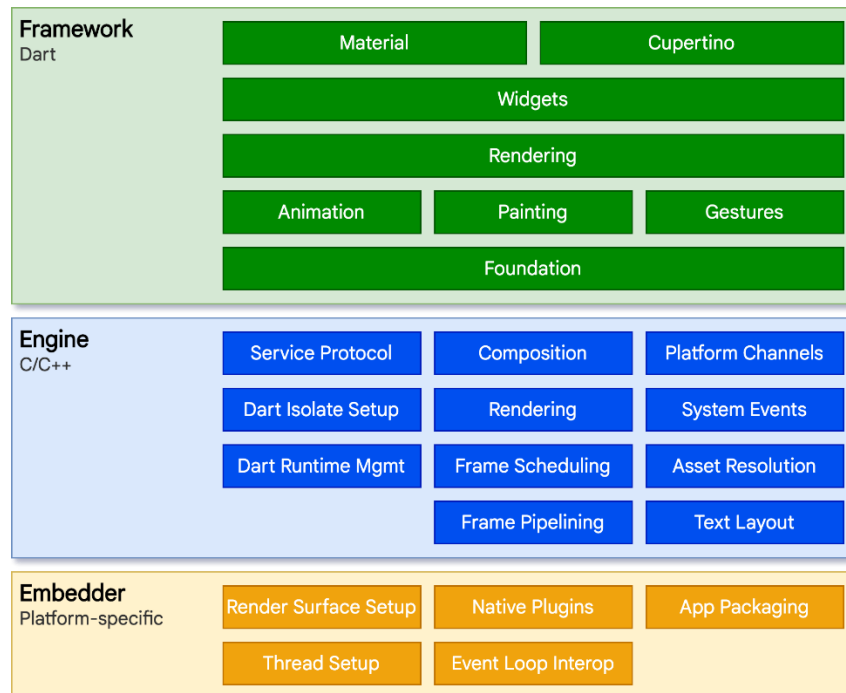 Framework
Dart
Material
Cupertino
Widgets
Rendering
Animation
Painting
Gestures
Foundation
Engine
C/C++
Service Protocol
Composition
Platform Channels
Dart Isolate Setup
Rendering
System Events
Dart Runtime Mgmt
Frame Scheduling
Asset Resolution
Frame Pipelining
Text Layout
Embedder
Platform-specific
Render Surface Setup
Native Plugins
App Packaging
Thread Setup
Event Loop Interop